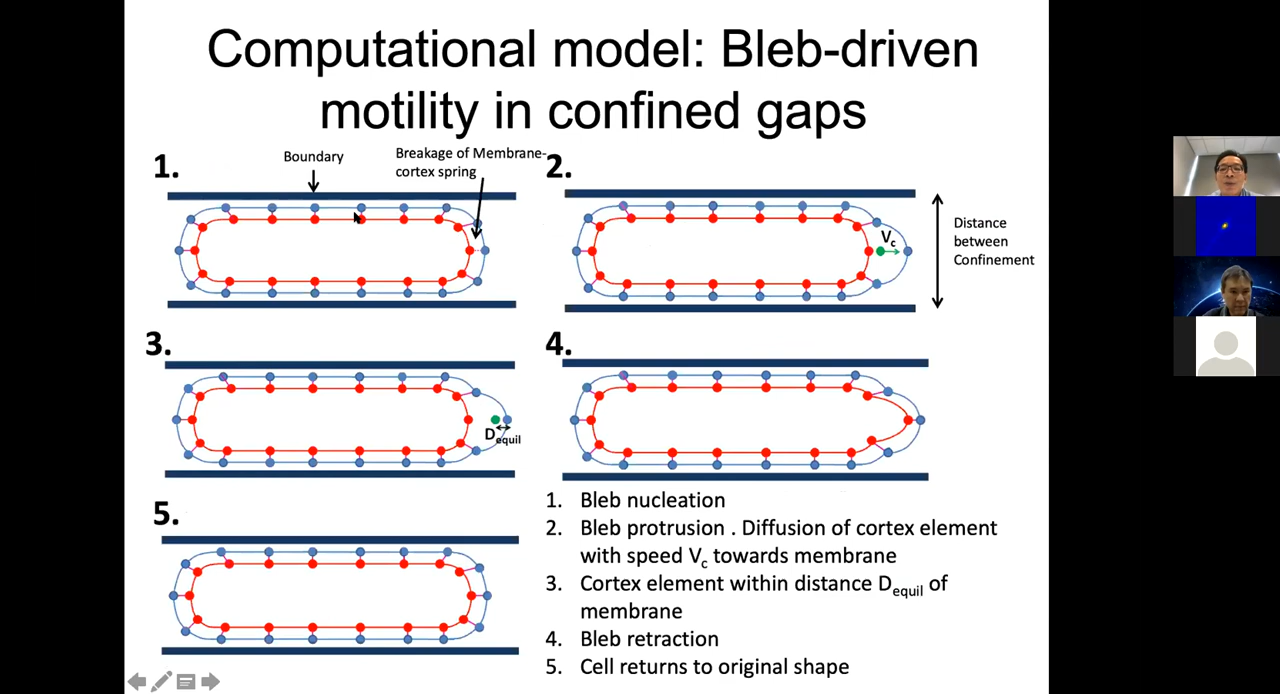 Computational model: Bleb-driven
motility in confined gaps
1.
Boundary
Breakage of Membrane-
cortex spring
2.
Vc
Distance
between
Confinement
3.
Dequil
4.
5.
1. Bleb nucleation
2. Bleb protrusion . Diffusion of cortex element
with speed Vc towards membrane
3. Cortex element within distance Dequil of
membrane
4. Bleb retraction
5. Cell returns to original shape